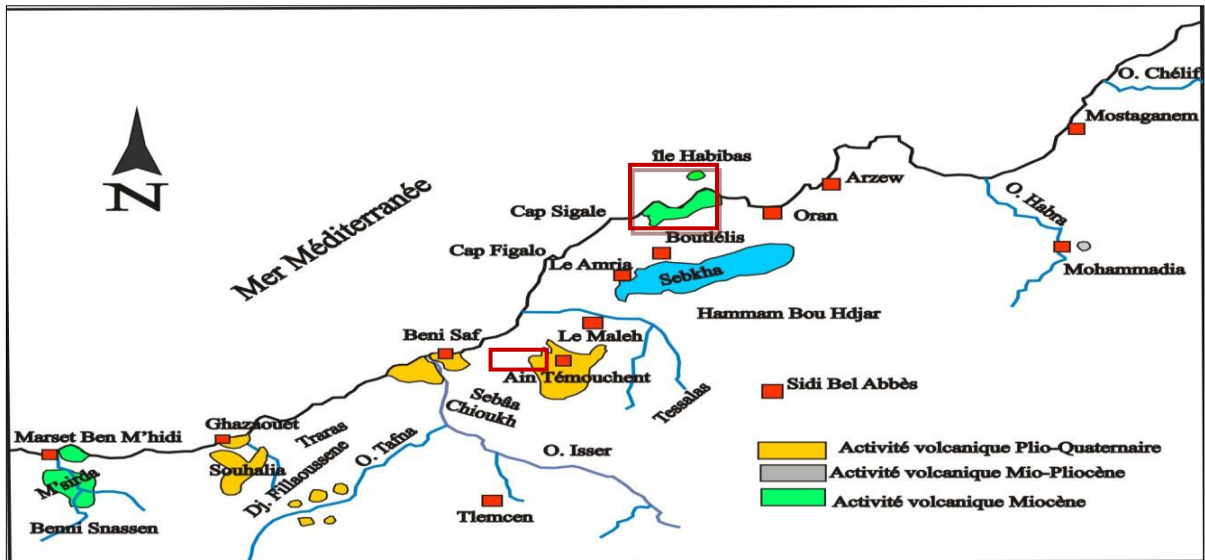 O. Chélif
Mostaganem
île Habibas
Arzew
O. Habra
Cap Sigale
Oran
Mer Méditerranée
N
Boutlélis
Cap Figalo
Le Amria
Sebkha
Mohammadia
Hammam Bou Hdjar
Beni Saf
Le Maleh
Ain Témouchent
Sidi Bel Abbès
Sebâa
Chioukh
Tessalas
Ghazaouet
Traras
Marset Ben M'hidi
Souhalia
Dj. Fillaoussene
O. Tafna
O. Isser
M'sirda
Benni Snassen
Tlemcen
Activité volcanique Plio-Quaternaire
Activité volcanique Mio-Pliocène
Activité volcanique Miocène